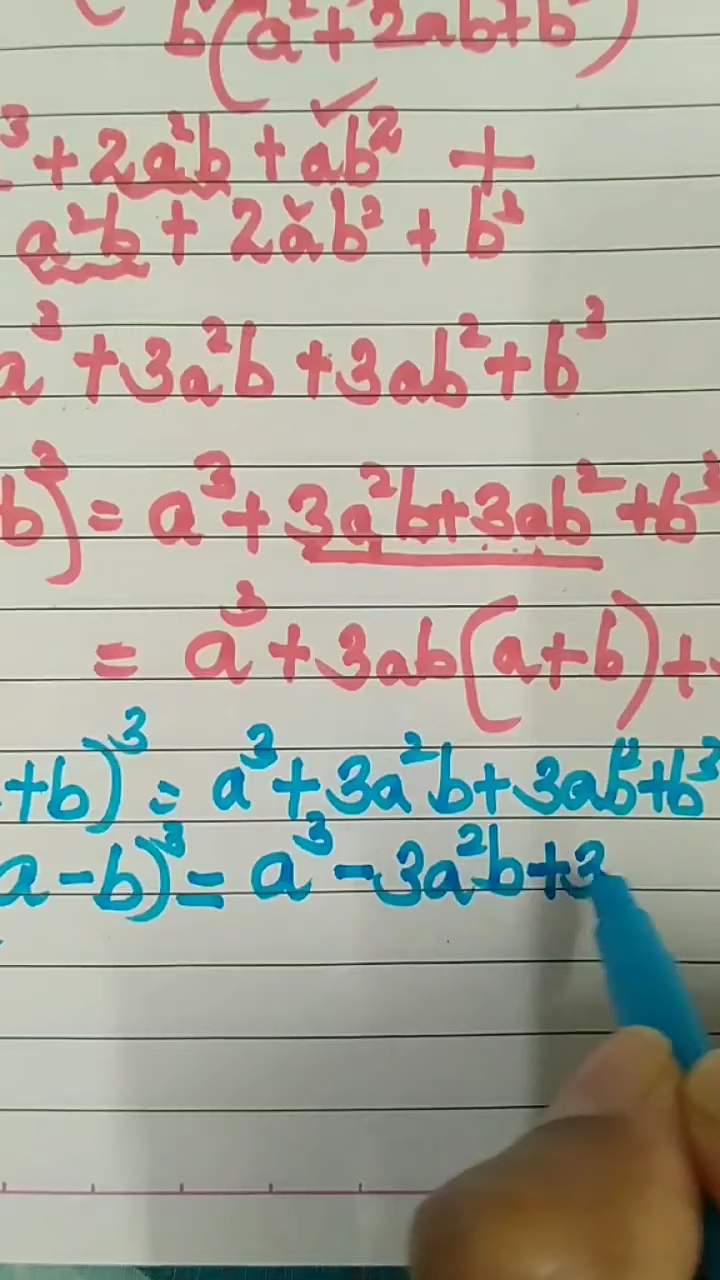 b(a²+2ab+b²)
³+2a²b+ab² +
a²b+2ab²+b³
a³+3a²b+3ab²+b³
b)³=a³+3a²b+3ab²+b³
=a³+3ab(a+b)+
+b)³=a³+3a²b+3ab²+b³
a-b)³=a³-3a²b+3